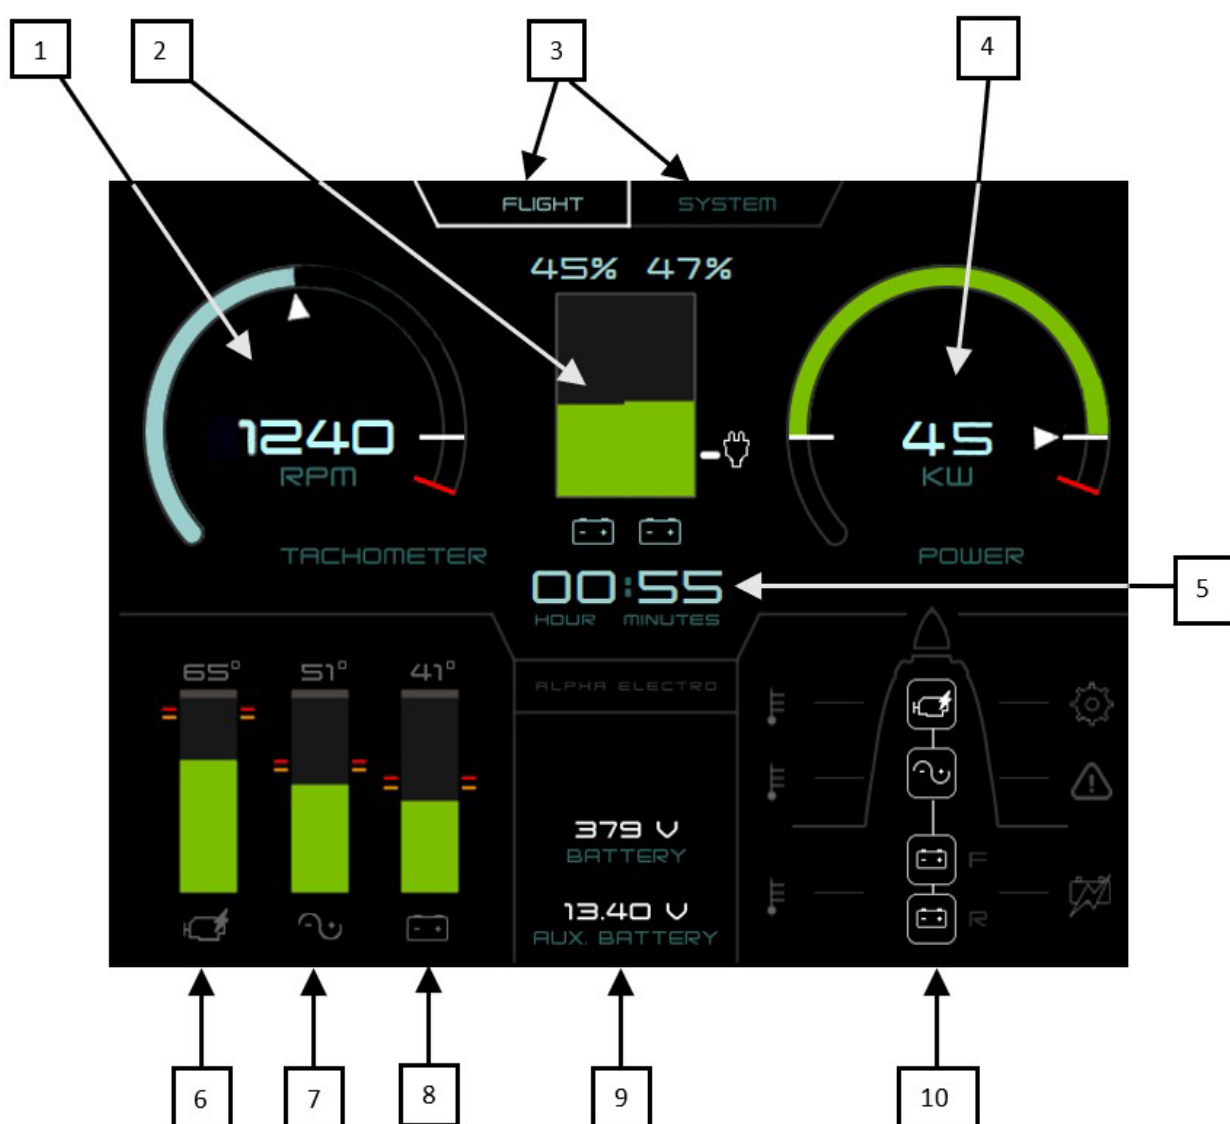 1 2 3 4
FLIGHT SYSTEM
45% 47%
1240
RPM
45
KW
TACHOMETER
POWER
00:55
HOUR MINUTES
5
65° 51° 41°
ALPHA ELECTRO
379 V
BATTERY
F
13.40 V
AUX. BATTERY
R
6 7 8 9 10